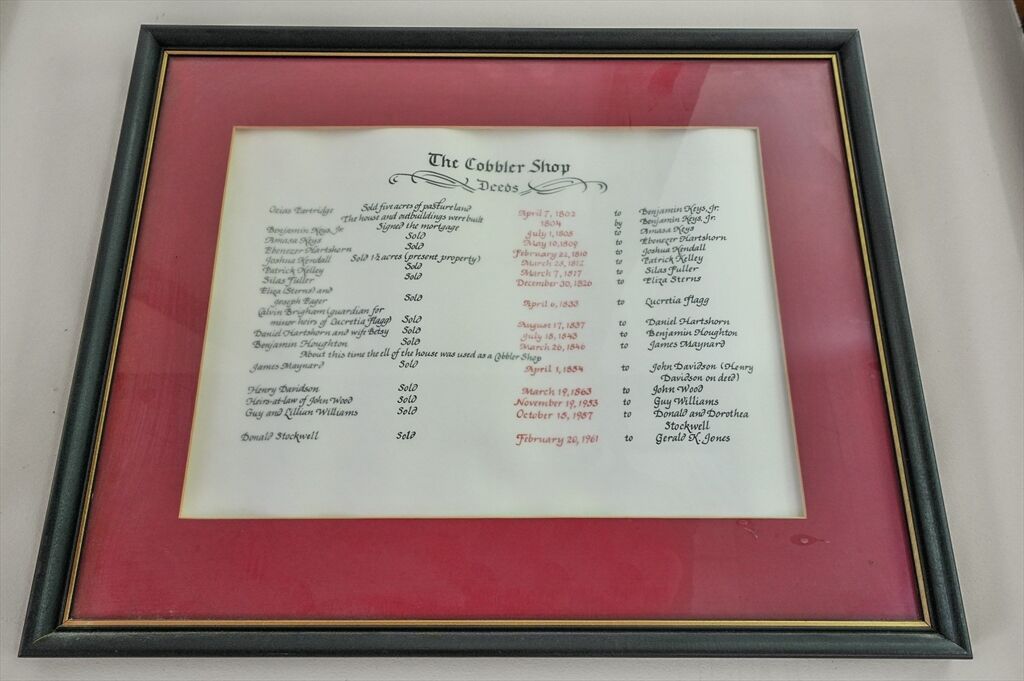 The Cobbler Shop
Deeds
Ozias Eartridge Sold five acres of pasture land April 7, 1802 to Benjamin Keys, Jr.
The house and outbuildings were built 1804 by Benjamin Keys, Jr.
Benjamin Keys, Jr. Signed the mortgage July 1, 1805 to Amasa Keys
Amasa Keys Sold May 10, 1809 to Ebenezer Hartshorn
Ebenezer Hartshorn Sold February 22, 1810 to Joshua Kendall
Joshua Kendall Sold 1½ acres (present property) March 28, 1812 to Patrick Kelley
Patrick Kelley Sold March 7, 1817 to Silas Fuller
Silas Fuller Sold December 30, 1826 to Eliza Sterns
Eliza (Sterns) and
Joseph Eager Sold April 6, 1833 to Lucretia Flagg
Calvin Brigham (guardian for
minor heirs of Lucretia Flagg) Sold August 17, 1837 to Daniel Hartshorn
Daniel Hartshorn and wife Betsy Sold July 18, 1843 to Benjamin Houghton
Benjamin Houghton Sold March 26, 1846 to James Maynard
About this time the ell of the house was used as a Cobbler Shop
James Maynard Sold April 1, 1854 to John Davidson (Henry
Davidson on deed)
Henry Davidson Sold March 19, 1863 to John Wood
Heirs-at-law of John Wood Sold November 19, 1953 to Guy Williams
Guy and Lillian Williams Sold October 15, 1957 to Donald and Dorothea
Stockwell
Donald Stockwell Sold February 20, 1961 to Gerald K. Jones